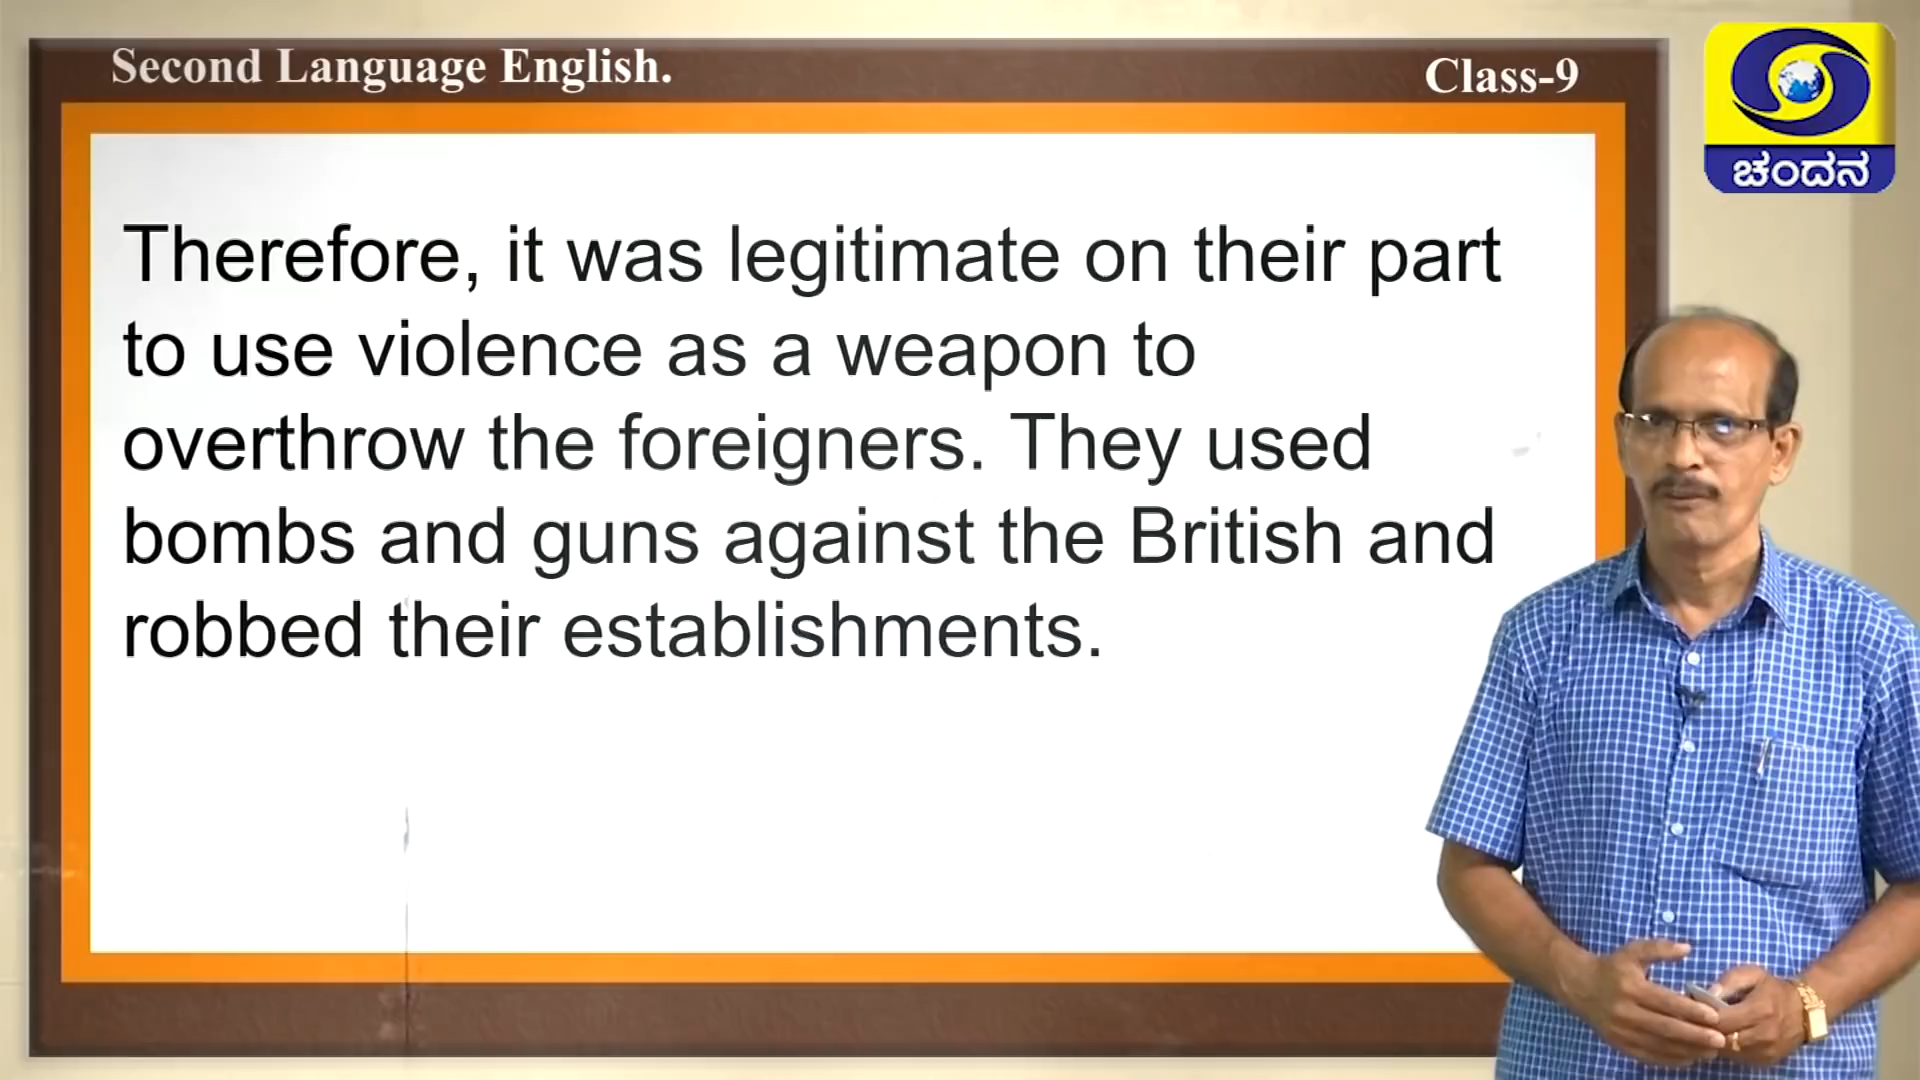 Second Language English.
Class-9
ಚಂದನ
Therefore, it was legitimate on their part
to use violence as a weapon to
overthrow the foreigners. They used
bombs and guns against the British and
robbed their establishments.